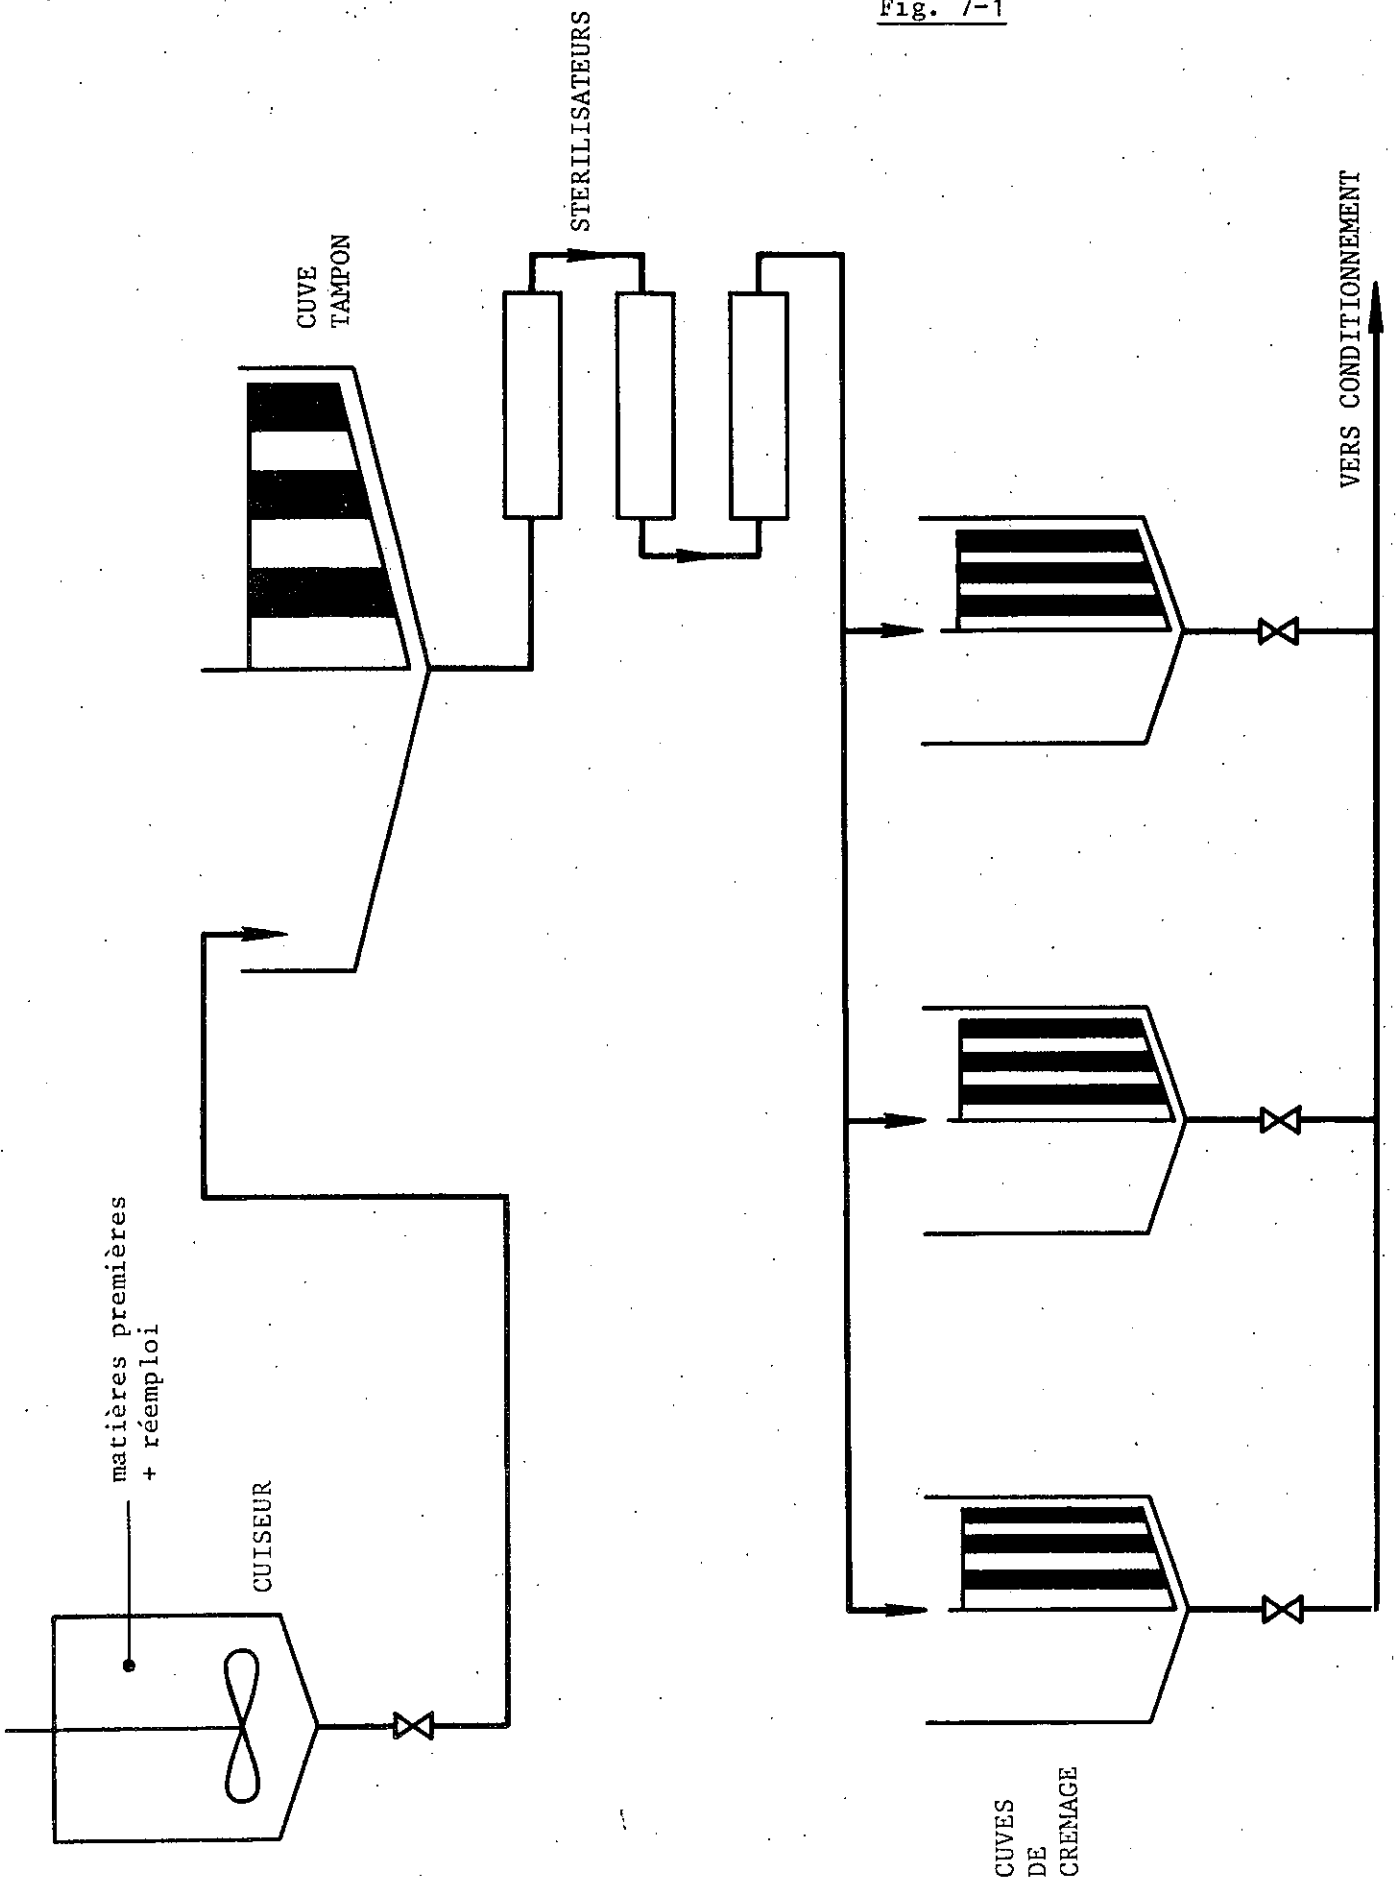 Fig. 7-1
matières premières
+ réemploi
CUISEUR
CUVE
TAMPON
STERILISATEURS
CUVES
DE
CREMAGE
VERS CONDITIONNEMENT